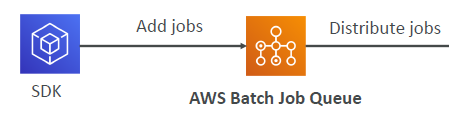 Add jobs
Distribute jobs
SDK
AWS Batch Job Queue